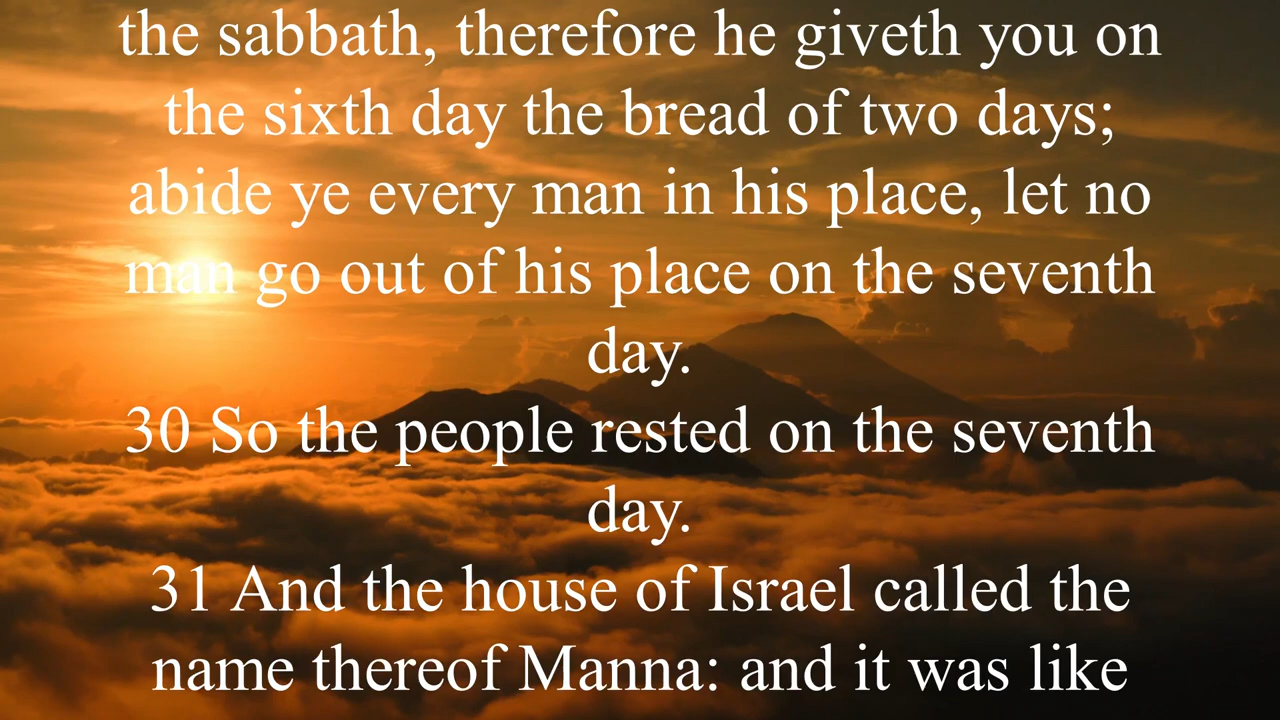 the sabbath, therefore he giveth you on
the sixth day the bread of two days;
abide ye every man in his place, let no
man go out of his place on the seventh
day.
30 So the people rested on the seventh
day.
31 And the house of Israel called the
name thereof Manna: and it was like